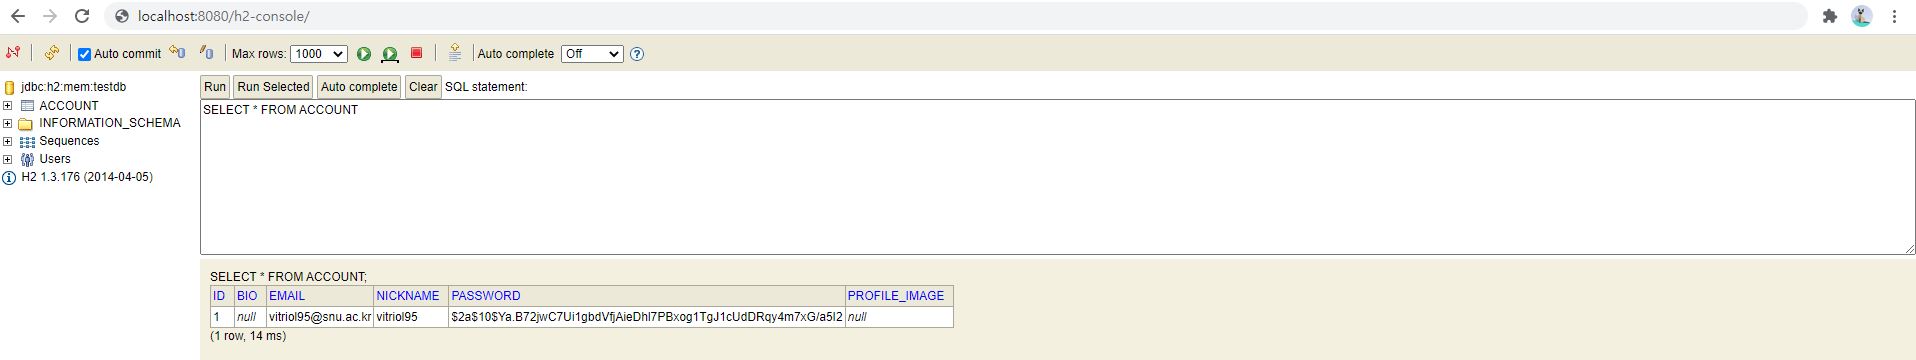 localhost:8080/h2-console/
Auto commit Max rows: 1000 Auto complete Off
jdbc:h2:mem:testdb
ACCOUNT
INFORMATION_SCHEMA
Sequences
Users
H2 1.3.176 (2014-04-05)
Run Run Selected Auto complete Clear SQL statement:
SELECT * FROM ACCOUNT
SELECT * FROM ACCOUNT;
ID BIO EMAIL NICKNAME PASSWORD PROFILE_IMAGE
1 null vitriol95@snu.ac.kr vitriol95 $2a$10$Ya.B72jwC7Ui1gbdVfjAieDhl7PBxog1TgJ1cUdDRqy4m7xG/a5I2 null
(1 row, 14 ms)